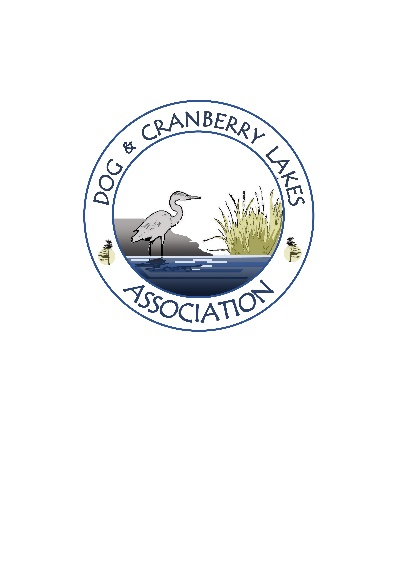 DOG & CRANBERRY LAKES
ASSOCIATION